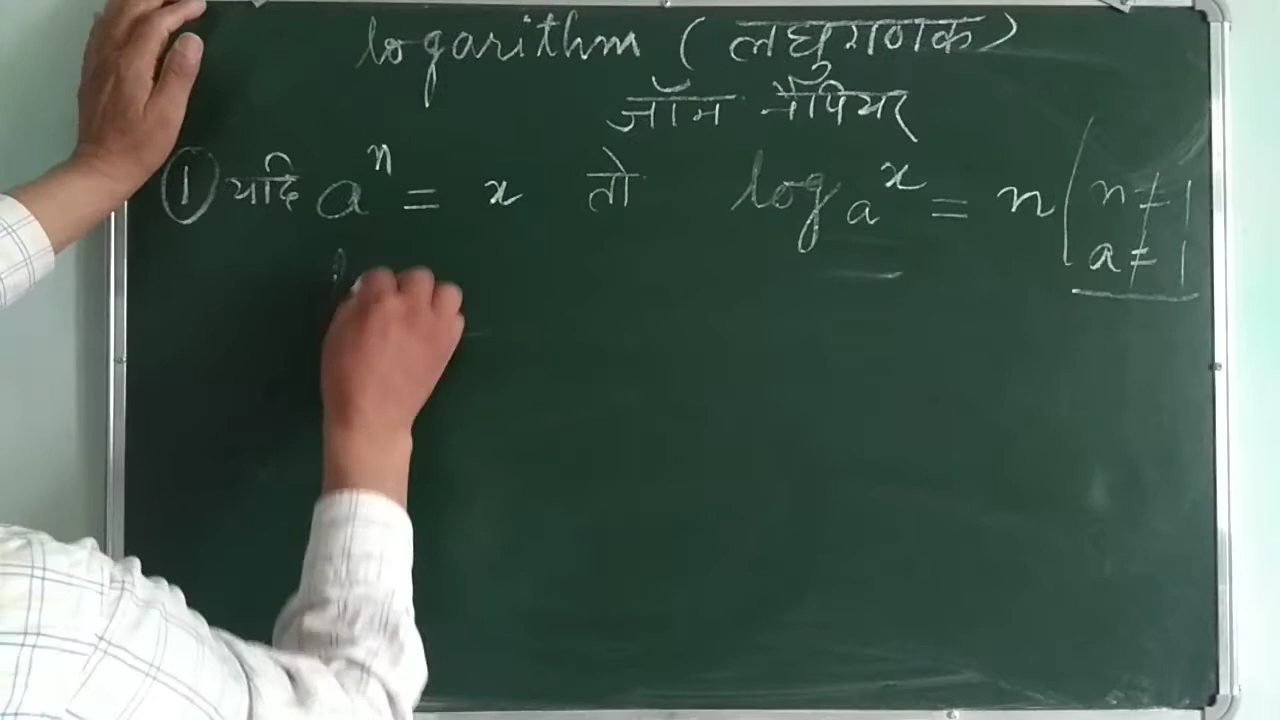 logarithm (लघुगणक)
जॉन नेपियर
① यदि aⁿ = x तो logₐx = n | n ≠ 1
a ≠ 1